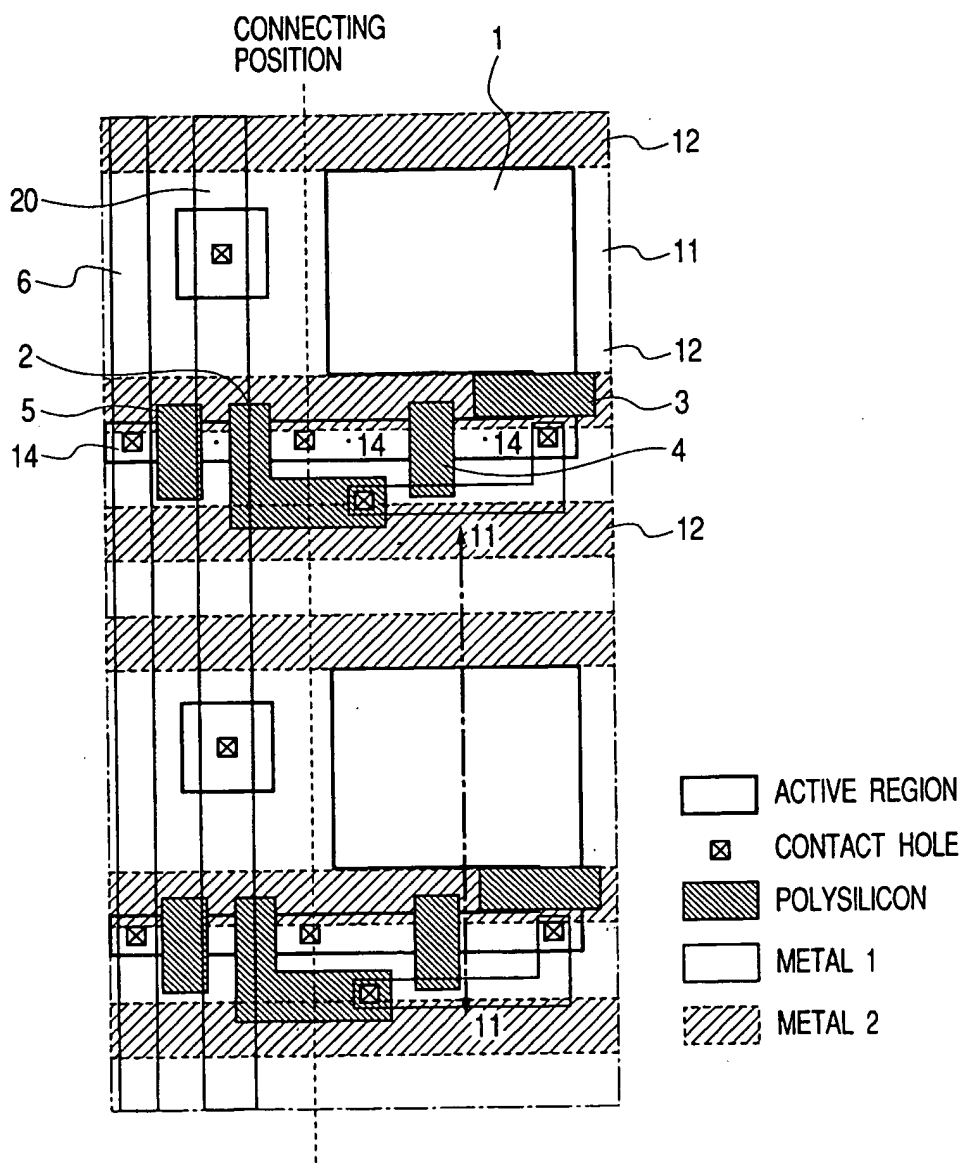 CONNECTING
POSITION
1
12
20
11
6
12
2
5
3
14
14
14
4
12
11
ACTIVE REGION
CONTACT HOLE
POLYSILICON
METAL 1
11
METAL 2